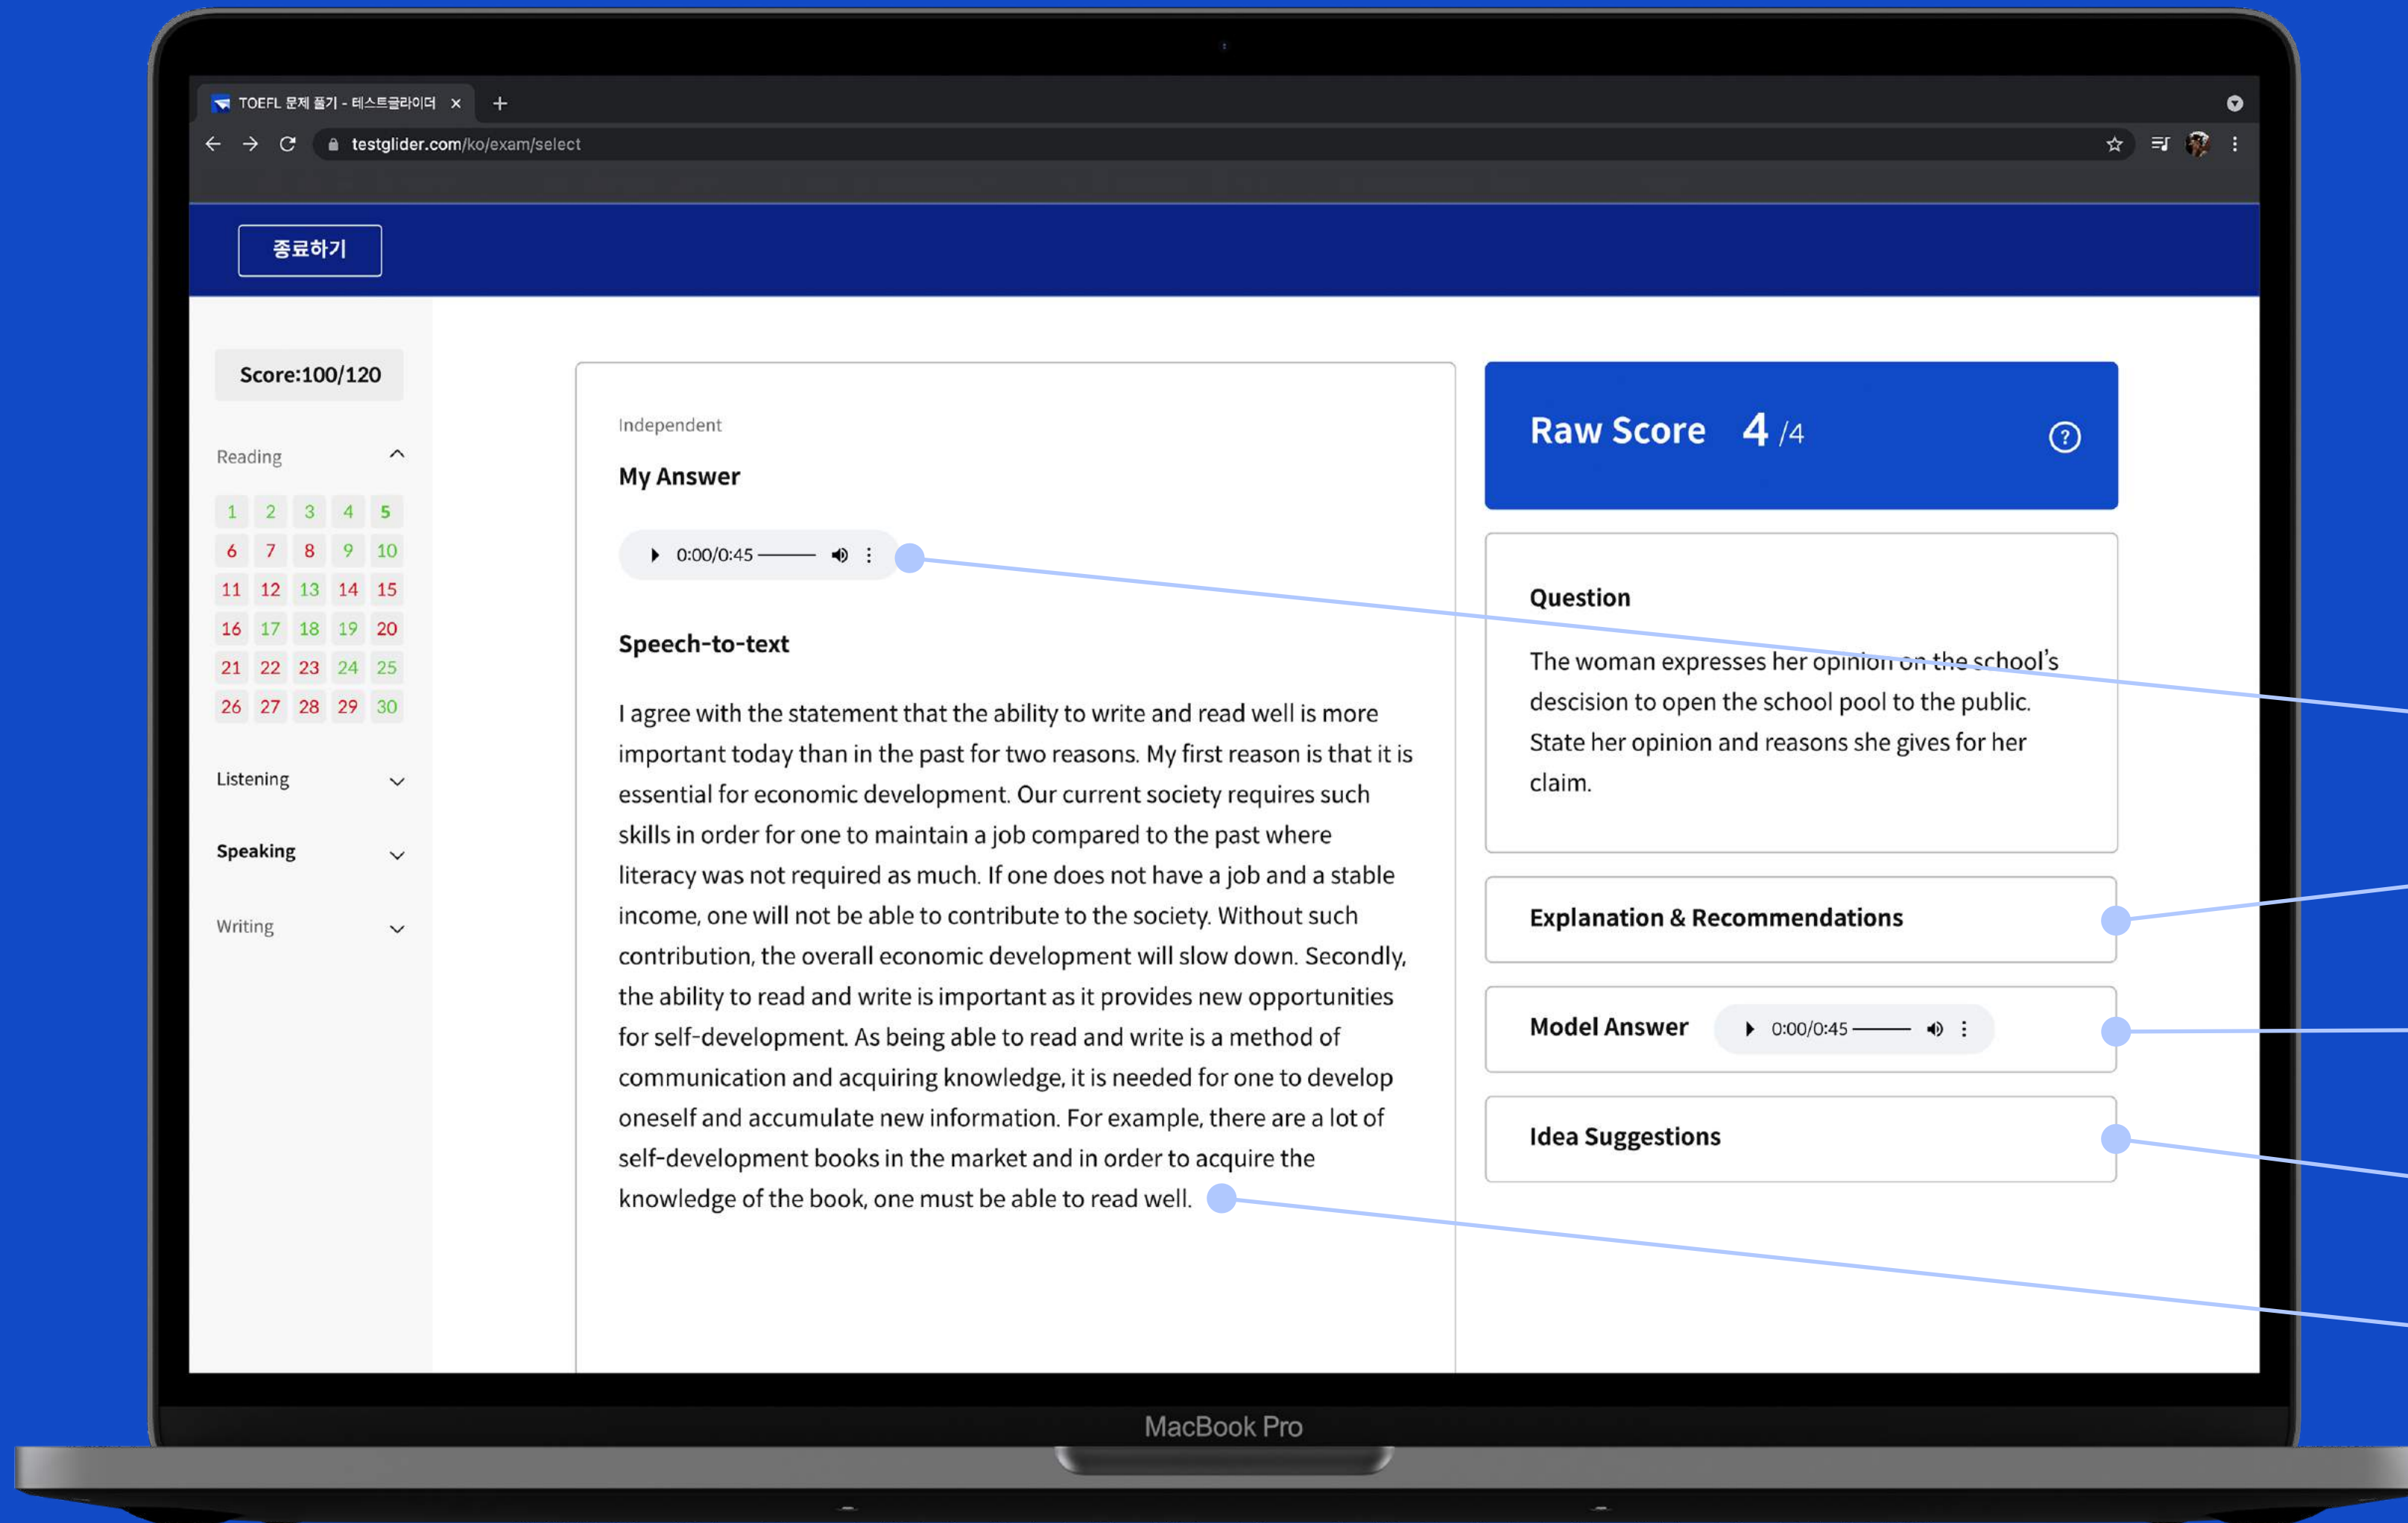 TOEFL 문제 풀기 - 테스트글라이더
testglider.com/ko/exam/select
종료하기
Score:100/120
Reading
1 2 3 4 5
6 7 8 9 10
11 12 13 14 15
16 17 18 19 20
21 22 23 24 25
26 27 28 29 30
Listening
Speaking
Writing
Independent
My Answer
0:00/0:45
Speech-to-text
I agree with the statement that the ability to write and read well is more
important today than in the past for two reasons. My first reason is that it is
essential for economic development. Our current society requires such
skills in order for one to maintain a job compared to the past where
literacy was not required as much. If one does not have a job and a stable
income, one will not be able to contribute to the society. Without such
contribution, the overall economic development will slow down. Secondly,
the ability to read and write is important as it provides new opportunities
for self-development. As being able to read and write is a method of
communication and acquiring knowledge, it is needed for one to develop
oneself and accumulate new information. For example, there are a lot of
self-development books in the market and in order to acquire the
knowledge of the book, one must be able to read well.
Raw Score 4 /4
?
Question
The woman expresses her opinion on the school's
descision to open the school pool to the public.
State her opinion and reasons she gives for her
claim.
Explanation & Recommendations
Model Answer 0:00/0:45
Idea Suggestions
MacBook Pro